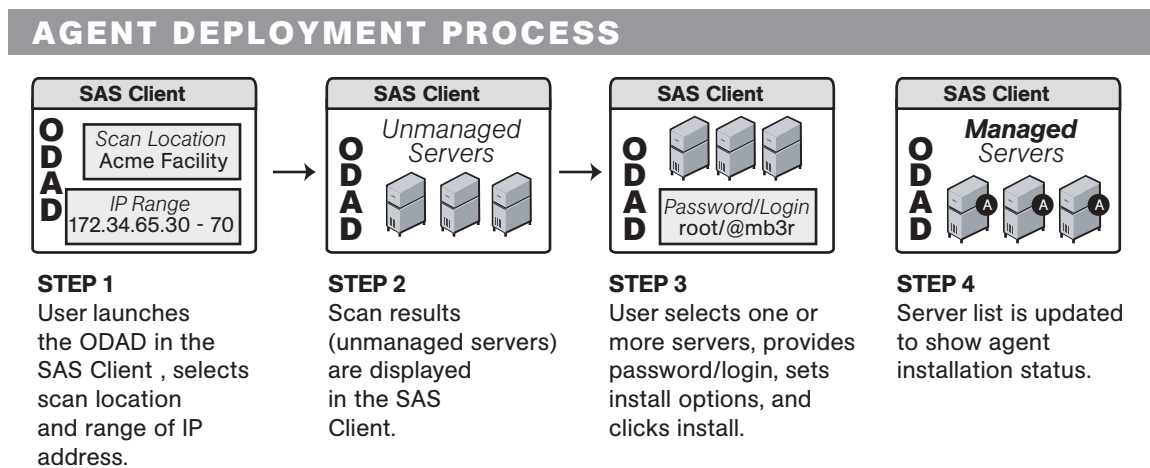 AGENT DEPLOYMENT PROCESS
SAS Client
ODAD
Scan Location
Acme Facility
IP Range
172.34.65.30 - 70
SAS Client
ODAD
Unmanaged
Servers
SAS Client
ODAD
Password/Login
root/@mb3r
SAS Client
ODAD
Managed
Servers
A
A
A
STEP 1
User launches
the ODAD in the
SAS Client , selects
scan location
and range of IP
address.
STEP 2
Scan results
(unmanaged servers)
are displayed
in the SAS
Client.
STEP 3
User selects one or
more servers, provides
password/login, sets
install options, and
clicks install.
STEP 4
Server list is updated
to show agent
installation status.